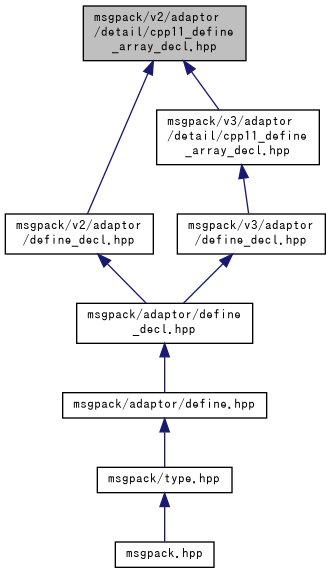 msgpack/v2/adaptor
/detail/cpp11_define
_array_decl.hpp
msgpack/v3/adaptor
/detail/cpp11_define
_array_decl.hpp
msgpack/v2/adaptor
/define_decl.hpp
msgpack/v3/adaptor
/define_decl.hpp
msgpack/adaptor/define
_decl.hpp
msgpack/adaptor/define.hpp
msgpack/type.hpp
msgpack.hpp